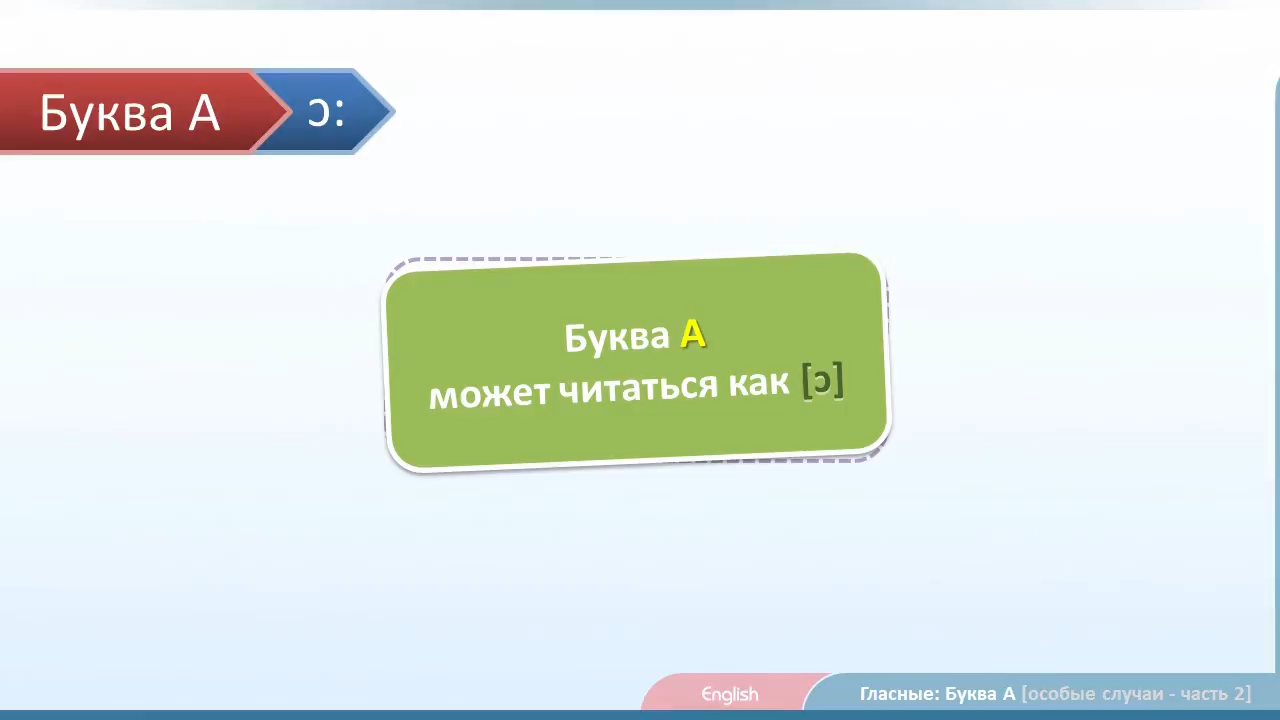 Буква А
ɔ:
Буква А
может читаться как [ɔ]
English
Гласные: Буква А [особые случаи - часть 2]